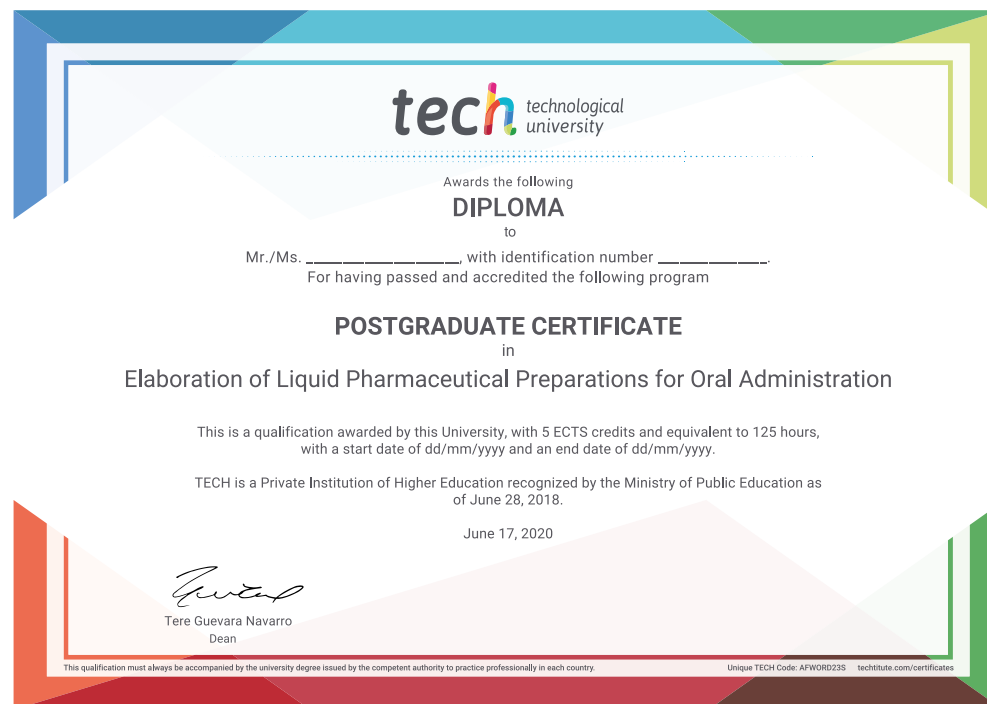 tech technological
university
Awards the following
DIPLOMA
to
Mr./Ms. ____________________, with identification number ______________.
For having passed and accredited the following program
POSTGRADUATE CERTIFICATE
in
Elaboration of Liquid Pharmaceutical Preparations for Oral Administration
This is a qualification awarded by this University, with 5 ECTS credits and equivalent to 125 hours,
with a start date of dd/mm/yyyy and an end date of dd/mm/yyyy.
TECH is a Private Institution of Higher Education recognized by the Ministry of Public Education as
of June 28, 2018.
June 17, 2020
Tere Guevara Navarro
Dean
This qualification must always be accompanied by the university degree issued by the competent authority to practice professionally in each country.
Unique TECH Code: AFWORD23S techtitute.com/certificates